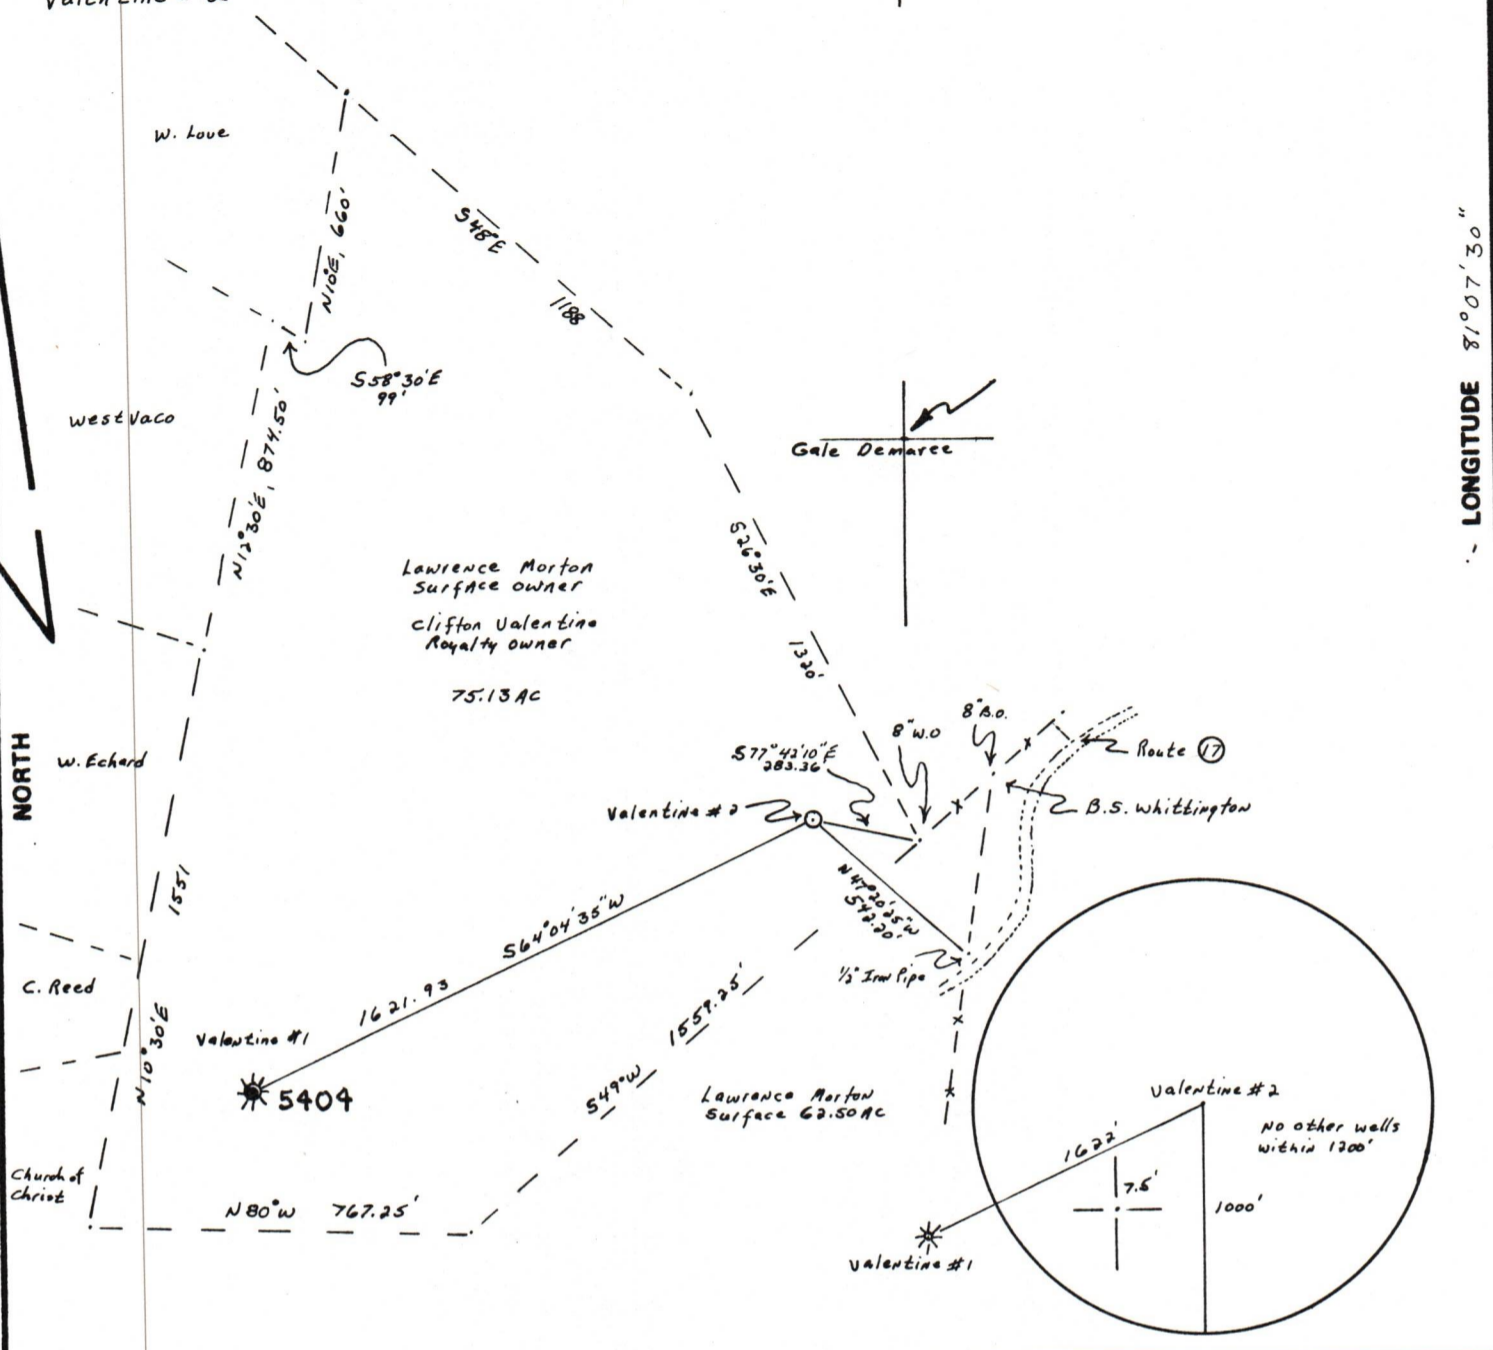 W. Love
N10°E, 660'
S48°E
1188
S58°30'E
99'
West Vaco
N12°30'E, 874.50'
Gale Demaree
- LONGITUDE 81°07'30"
S26°30'E
1320'
Lawrence Morton
Surface owner
Clifton Valentine
Royalty owner
75.13 AC
NORTH
W. Echard
1551
8" B.O.
8" W.O
S77°42'10"E
283.36
Route 17
B.S. Whittington
Valentine #2
N47°20'25"W
542.20'
½" Iron Pipe
S64°04'35"W
1621.93
C. Reed
N10°30'E
Valentine #1
5404
1559.25'
S49°W
Lawrence Morton
Surface 62.50 AC
Church of
Christ
N80°W 767.25'
Valentine #2
No other wells
within 1200'
1622'
7.5'
1000'
Valentine #1